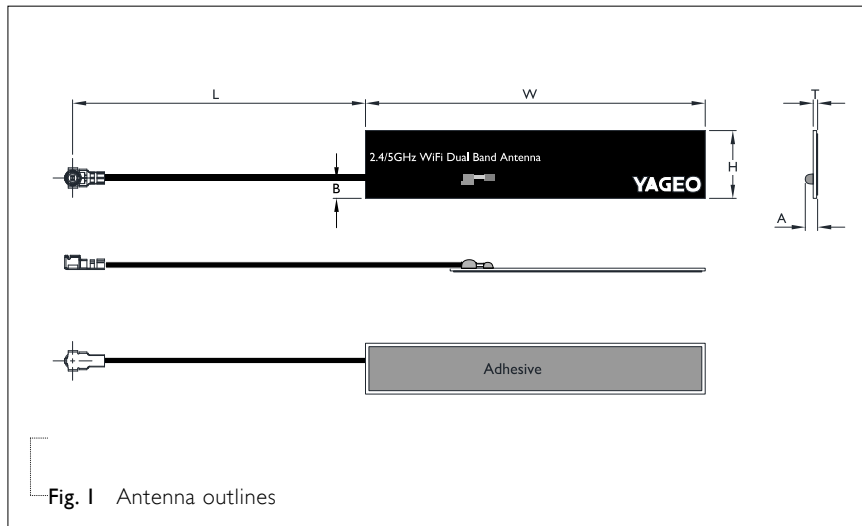 L
W
T
2.4/5GHz WiFi Dual Band Antenna
H
B
YAGEO
A
Adhesive
Fig. 1 Antenna outlines